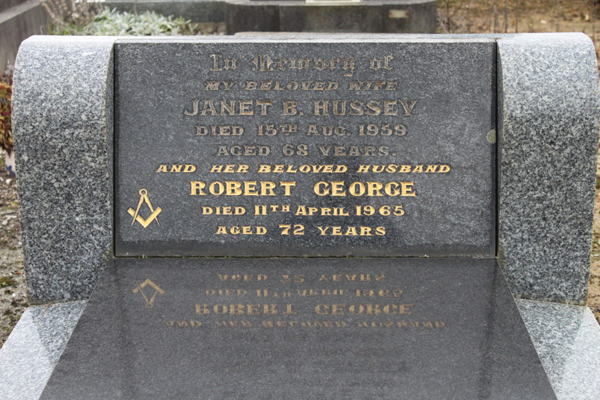 In Memory of
MY BELOVED WIFE
JANET B. HUSSEY
DIED 15TH AUG. 1959
AGED 68 YEARS.
AND HER BELOVED HUSBAND
ROBERT GEORGE
DIED 11TH APRIL 1965
AGED 72 YEARS